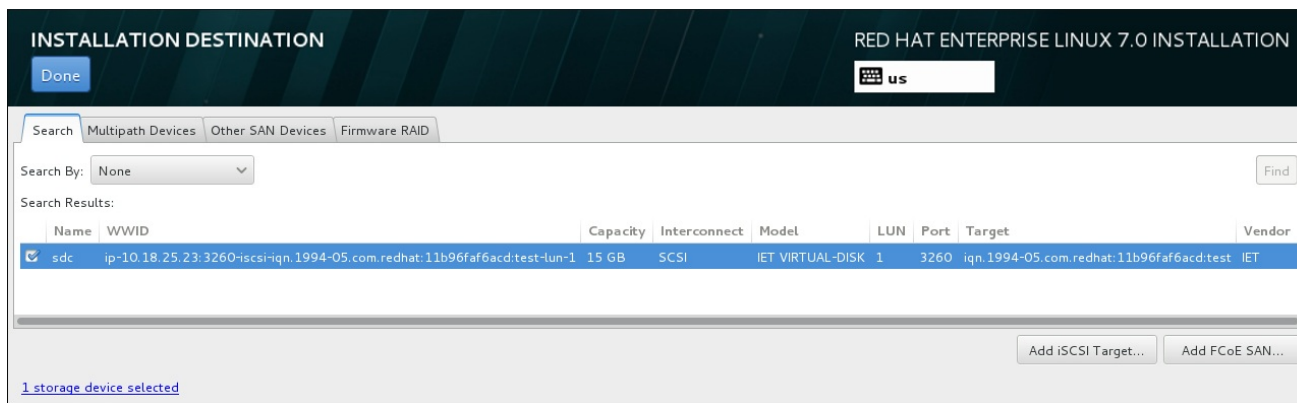 INSTALLATION DESTINATION
RED HAT ENTERPRISE LINUX 7.0 INSTALLATION
Done
us
Search Multipath Devices Other SAN Devices Firmware RAID
Search By: None Find
Search Results:
Name WWID Capacity Interconnect Model LUN Port Target Vendor
sdc ip-10.18.25.23:3260-iscsi-iqn.1994-05.com.redhat:11b96faf6acd:test-lun-1 15 GB SCSI IET VIRTUAL-DISK 1 3260 iqn.1994-05.com.redhat:11b96faf6acd:test IET
Add iSCSI Target... Add FCoE SAN...
1 storage device selected